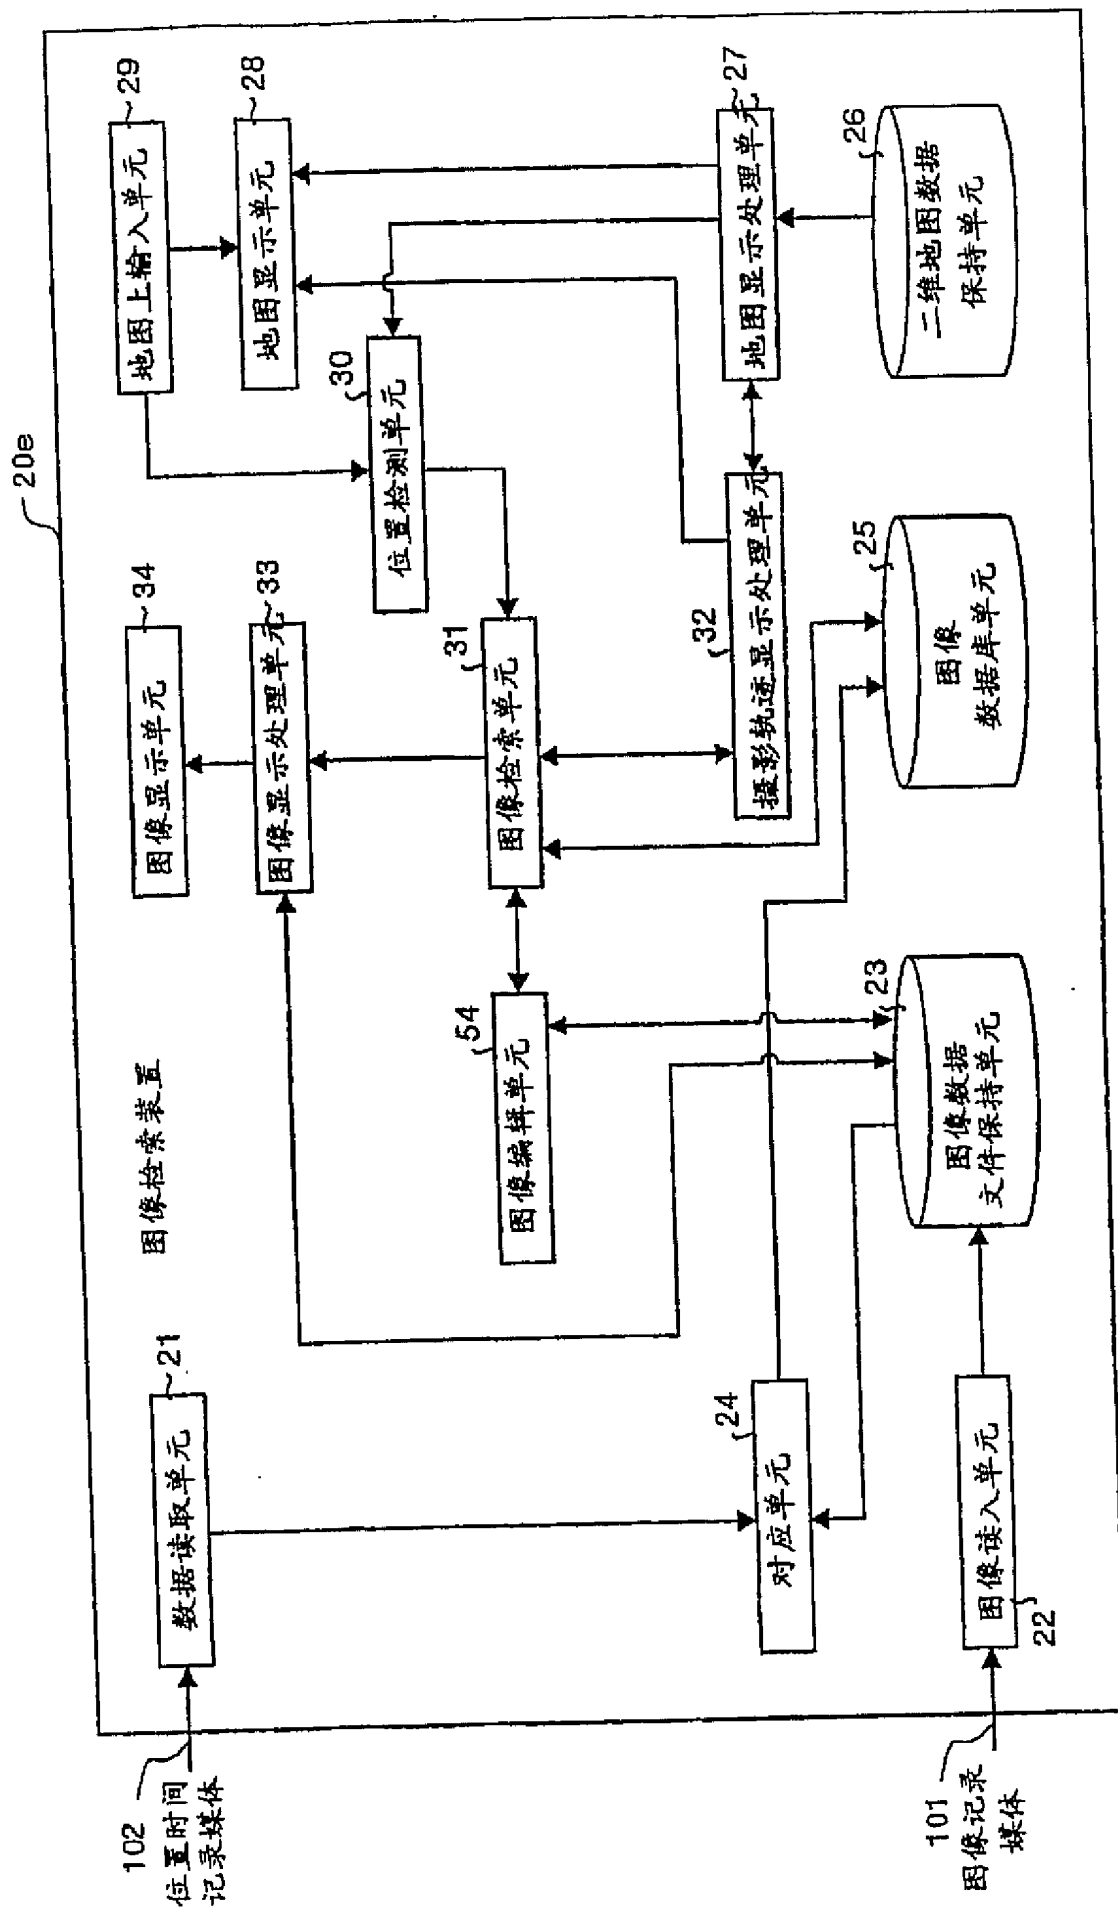 20e
图像检索装置
102
位置时间
记录媒体
数据读取单元
21
图像显示单元
34
地图上输入单元
29
图像显示处理单元
33
地图显示单元
28
位置检测单元
30
图像编辑单元
54
图像检索单元
31
对应单元
24
摄影轨迹显示处理单元
32
地图显示处理单元
27
101
图像记录
媒体
图像读入单元
22
图像数据
文件保持单元
23
图像
数据库单元
25
二维地图数据
保持单元
26